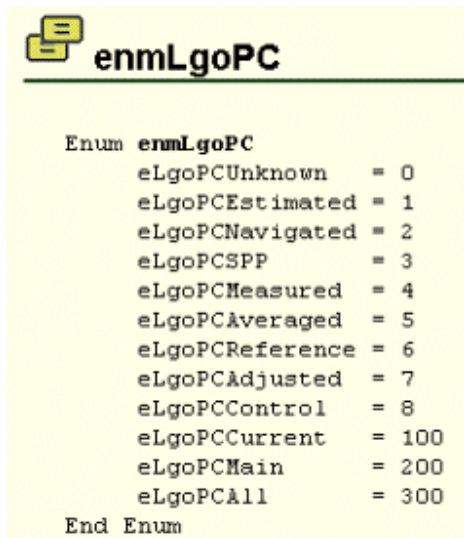 enmLgoPC
Enum enmLgoPC
eLgoPCUnknown = 0
eLgoPCEstimated = 1
eLgoPCNavigated = 2
eLgoPCSPP = 3
eLgoPCMeasured = 4
eLgoPCAveraged = 5
eLgoPCReference = 6
eLgoPCAdjusted = 7
eLgoPCControl = 8
eLgoPCCurrent = 100
eLgoPCMain = 200
eLgoPCAll = 300
End Enum